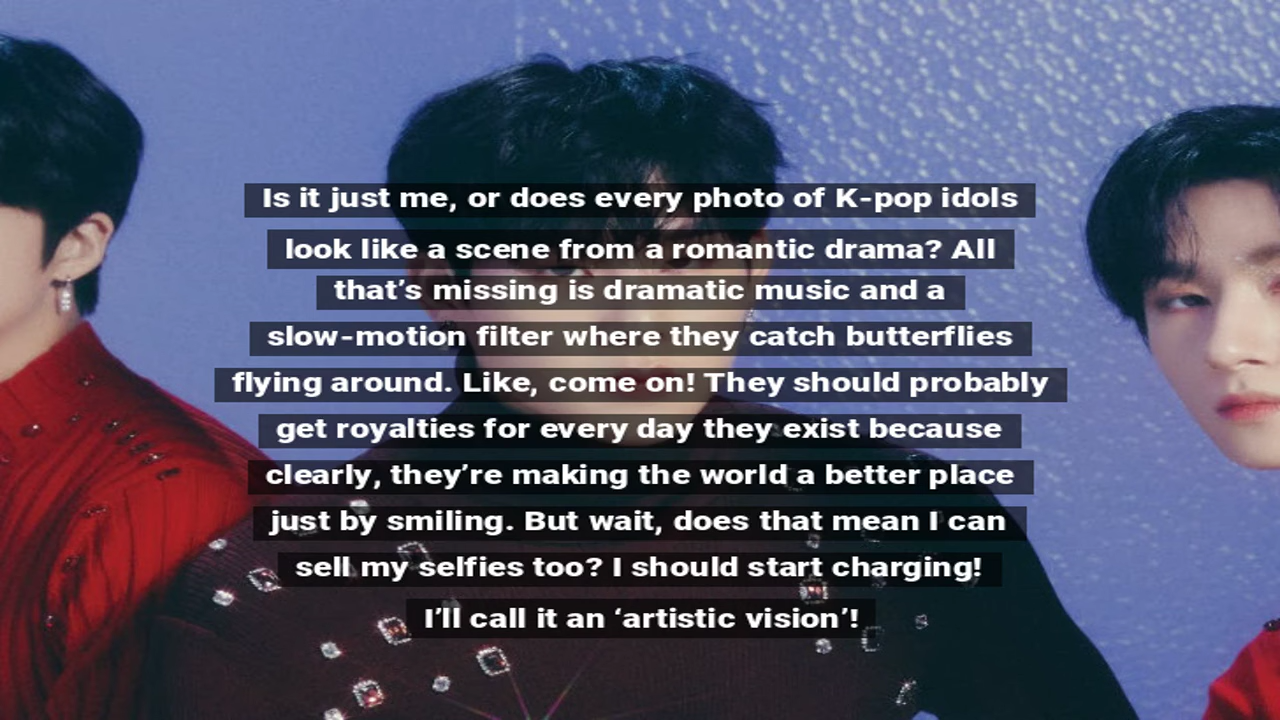 Is it just me, or does every photo of K-pop idols
look like a scene from a romantic drama? All
that’s missing is dramatic music and a
slow-motion filter where they catch butterflies
flying around. Like, come on! They should probably
get royalties for every day they exist because
clearly, they’re making the world a better place
just by smiling. But wait, does that mean I can
sell my selfies too? I should start charging!
I’ll call it an ‘artistic vision’!